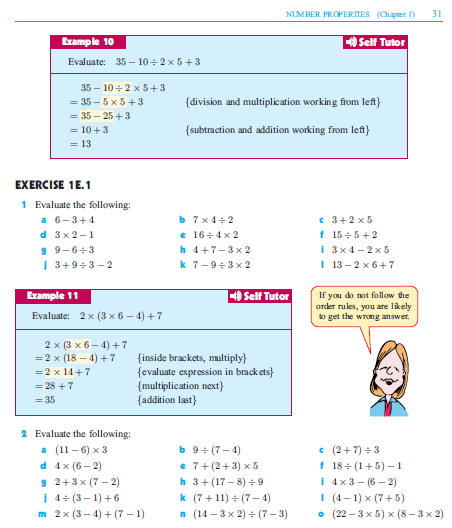 NUMBER PROPERTIES (Chapter 1) 31
Example 10 Self Tutor
Evaluate: 35 − 10 ÷ 2 × 5 + 3
35 − 10 ÷ 2 × 5 + 3
= 35 − 5 × 5 + 3 {division and multiplication working from left}
= 35 − 25 + 3
= 10 + 3 {subtraction and addition working from left}
= 13
EXERCISE 1E.1
1 Evaluate the following:
a 6 − 3 + 4 b 7 × 4 ÷ 2 c 3 + 2 × 5
d 3 × 2 − 1 e 16 ÷ 4 × 2 f 15 ÷ 5 + 2
g 9 − 6 ÷ 3 h 4 + 7 − 3 × 2 i 3 × 4 − 2 × 5
j 3 + 9 ÷ 3 − 2 k 7 − 9 ÷ 3 × 2 l 13 − 2 × 6 + 7
Example 11 Self Tutor
Evaluate: 2 × (3 × 6 − 4) + 7
2 × (3 × 6 − 4) + 7
= 2 × (18 − 4) + 7 {inside brackets, multiply}
= 2 × 14 + 7 {evaluate expression in brackets}
= 28 + 7 {multiplication next}
= 35 {addition last}
If you do not follow the
order rules, you are likely
to get the wrong answer.
2 Evaluate the following:
a (11 − 6) × 3 b 9 ÷ (7 − 4) c (2 + 7) ÷ 3
d 4 × (6 − 2) e 7 + (2 + 3) × 5 f 18 ÷ (1 + 5) − 1
g 2 + 3 × (7 − 2) h 3 + (17 − 8) ÷ 9 i 4 × 3 − (6 − 2)
j 4 ÷ (3 − 1) + 6 k (7 + 11) ÷ (7 − 4) l (4 − 1) × (7 + 5)
m 2 × (3 − 4) + (7 − 1) n (14 − 3 × 2) ÷ (7 − 3) o (22 − 3 × 5) × (8 − 3 × 2)